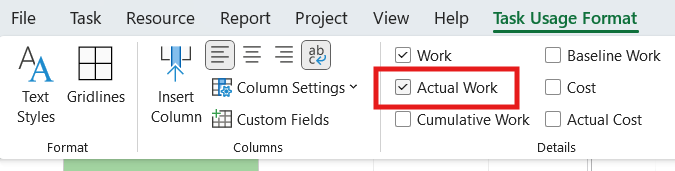 File Task Resource Report Project View Help Task Usage Format
Work Baseline Work
Actual Work Cost
Cumulative Work Actual Cost
Text Styles
Gridlines
Insert Column
ab
c
Column Settings
Custom Fields
Format Columns Details